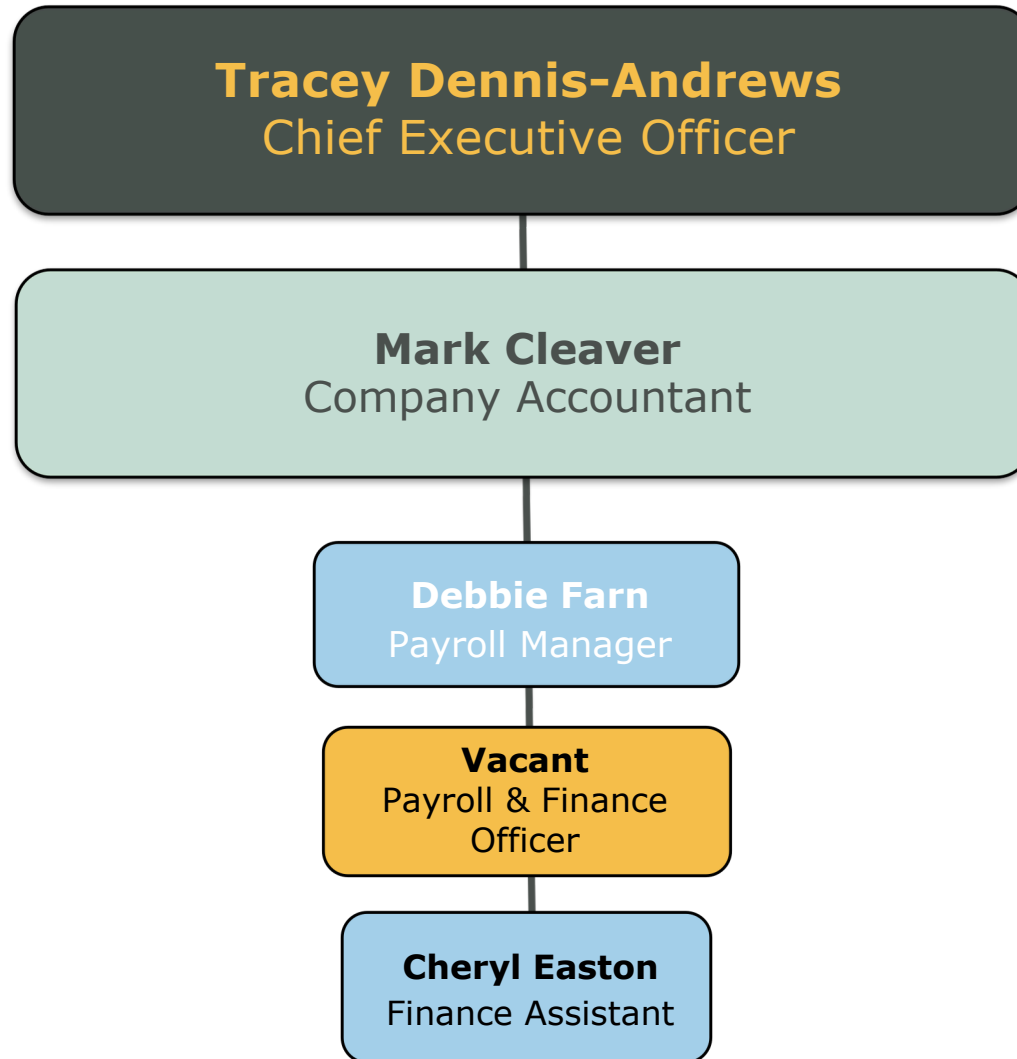 Tracey Dennis-Andrews
Chief Executive Officer
Mark Cleaver
Company Accountant
Debbie Farn
Payroll Manager
Vacant
Payroll & Finance
Officer
Cheryl Easton
Finance Assistant